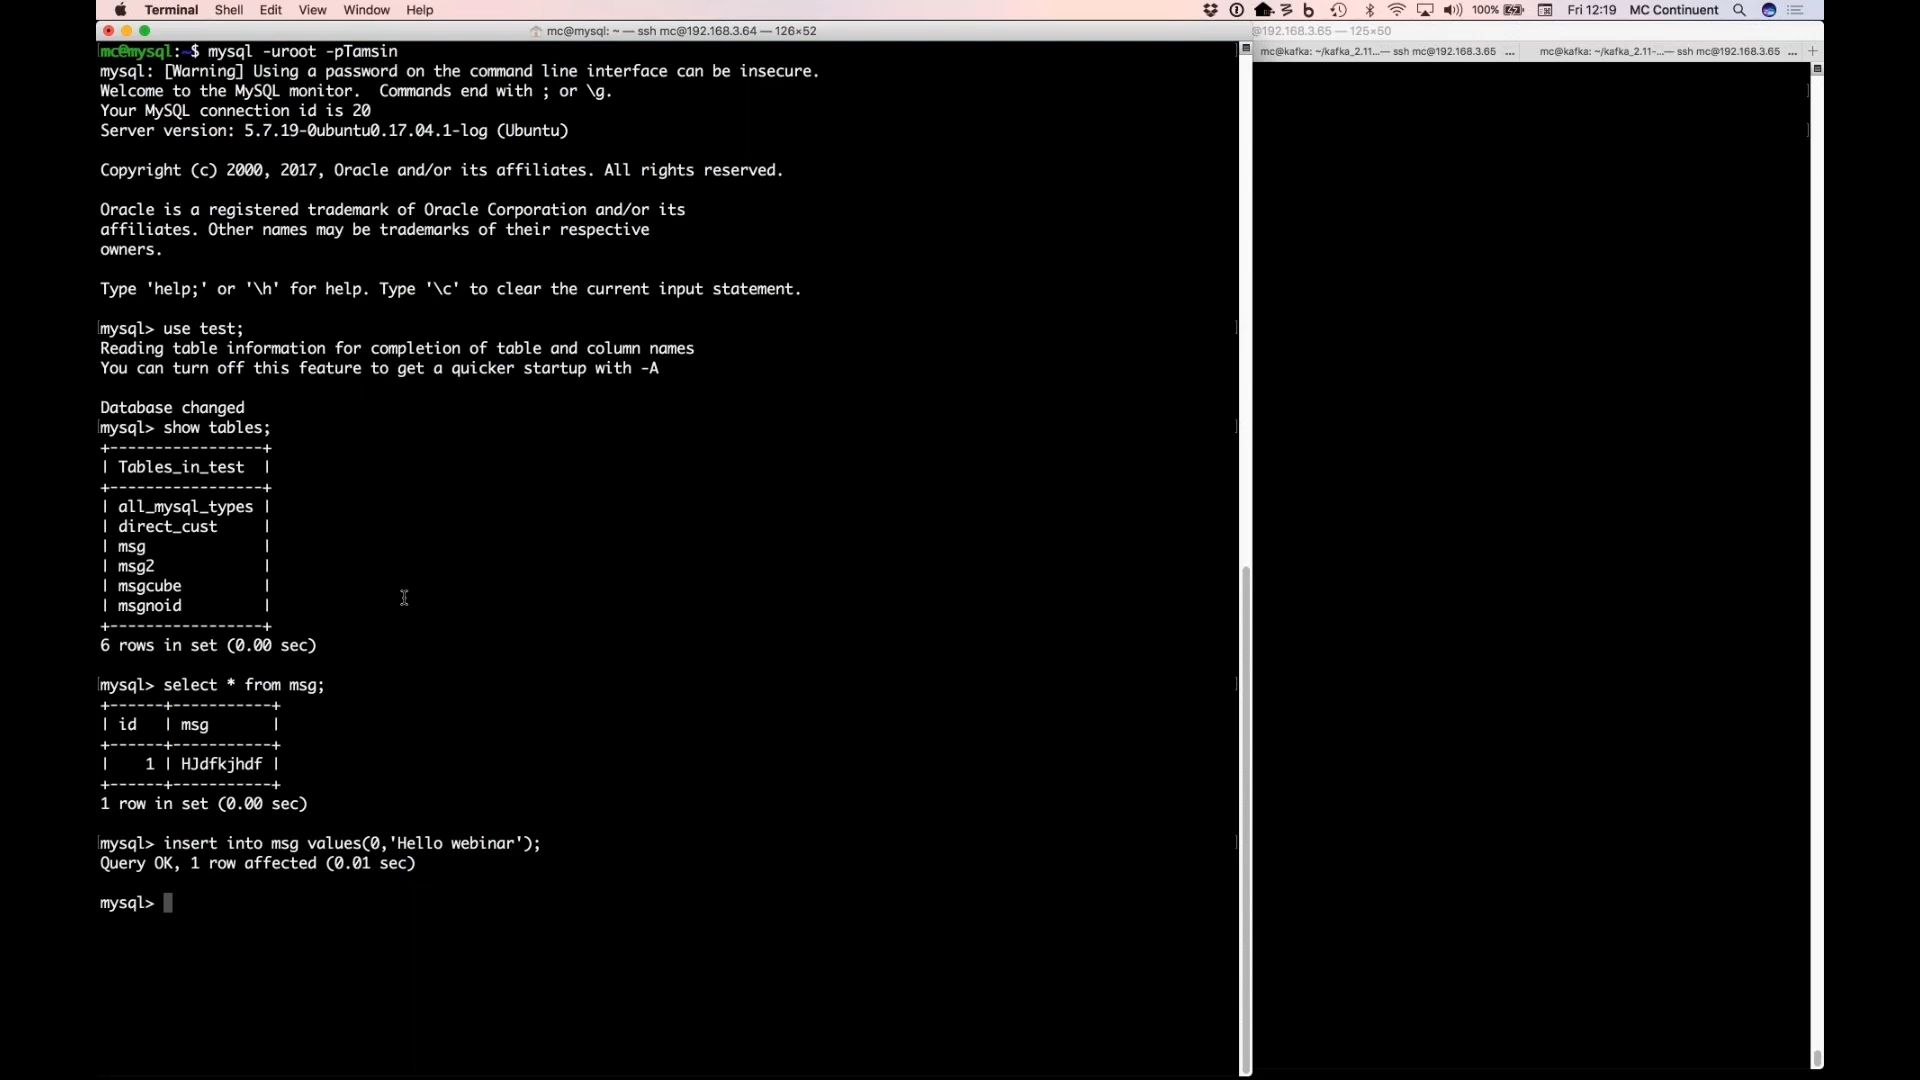 Terminal Shell Edit View Window Help 100% Fri 12:19 MC Continuent
mc@mysql: ~ — ssh mc@192.168.3.64 — 126×52
@192.168.3.65 — 125×50
mc@kafka: ~/kafka_2.11...— ssh mc@192.168.3.65 ...
mc@kafka: ~/kafka_2.11-...— ssh mc@192.168.3.65 ...
mc@mysql:~$ mysql -uroot -pTamsin
mysql: [Warning] Using a password on the command line interface can be insecure.
Welcome to the MySQL monitor.  Commands end with ; or \g.
Your MySQL connection id is 20
Server version: 5.7.19-0ubuntu0.17.04.1-log (Ubuntu)
Copyright (c) 2000, 2017, Oracle and/or its affiliates. All rights reserved.
Oracle is a registered trademark of Oracle Corporation and/or its
affiliates. Other names may be trademarks of their respective
owners.
Type 'help;' or '\h' for help. Type '\c' to clear the current input statement.
mysql> use test;
Reading table information for completion of table and column names
You can turn off this feature to get a quicker startup with -A
Database changed
mysql> show tables;
+-----------------+
| Tables_in_test  |
+-----------------+
| all_mysql_types |
| direct_cust     |
| msg             |
| msg2            |
| msgcube         |
| msgnoid         |
+-----------------+
6 rows in set (0.00 sec)
mysql> select * from msg;
+------+-----------+
| id   | msg       |
+------+-----------+
|    1 | HJdfkjhdf |
+------+-----------+
1 row in set (0.00 sec)
mysql> insert into msg values(0,'Hello webinar');
Query OK, 1 row affected (0.01 sec)
mysql>